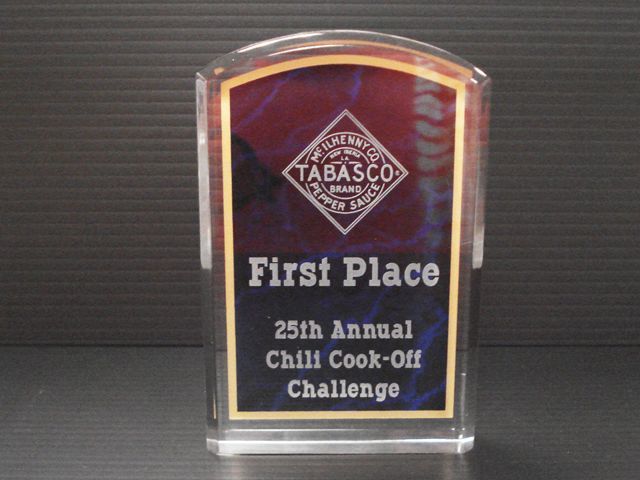 McILHENNY CO.
NEW IBERIA
LA.
TABASCO®
BRAND
PEPPER SAUCE
First Place
25th Annual
Chili Cook-Off
Challenge